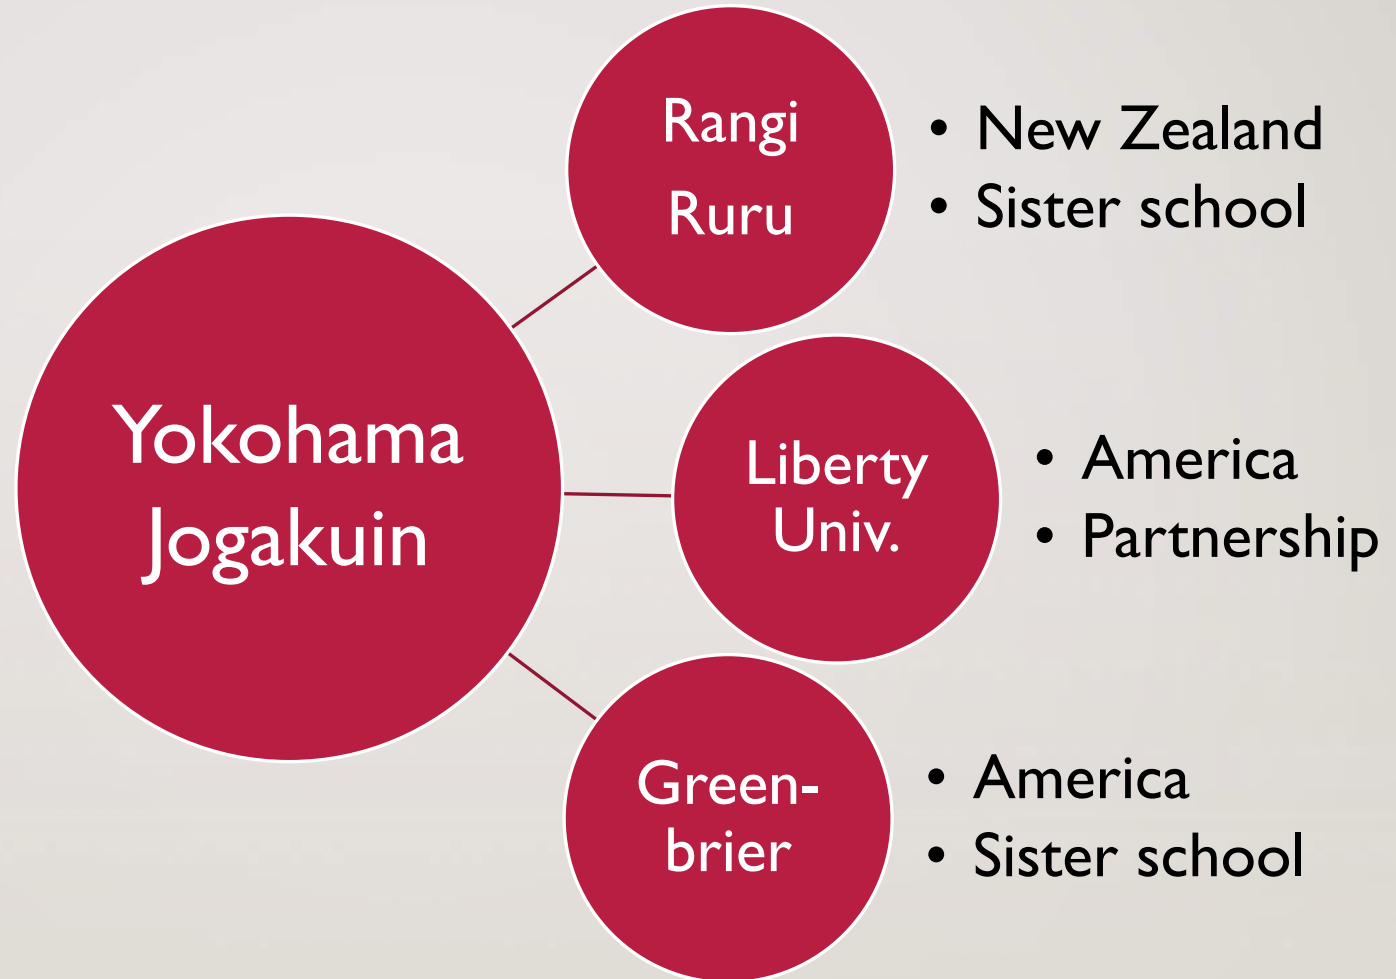 Yokohama
Jogakuin
Rangi
Ruru
• New Zealand
• Sister school
Liberty
Univ.
• America
• Partnership
Green-
brier
• America
• Sister school